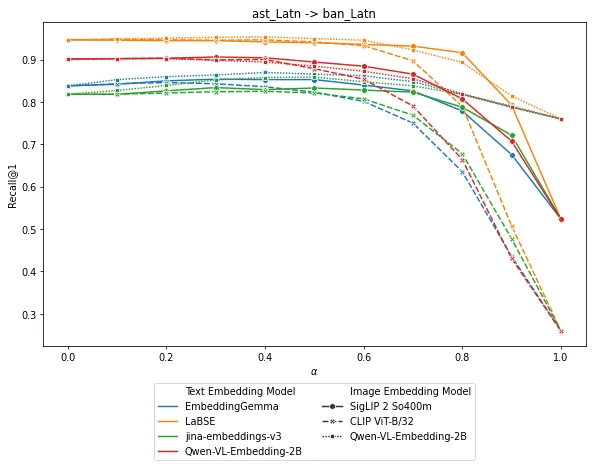 ast_Latn -> ban_Latn
Recall@1
0.9
0.8
0.7
0.6
0.5
0.4
0.3
0.0 0.2 0.4 0.6 0.8 1.0
α
Text Embedding Model Image Embedding Model
EmbeddingGemma SigLIP 2 So400m
LaBSE CLIP ViT-B/32
jina-embeddings-v3 Qwen-VL-Embedding-2B
Qwen-VL-Embedding-2B